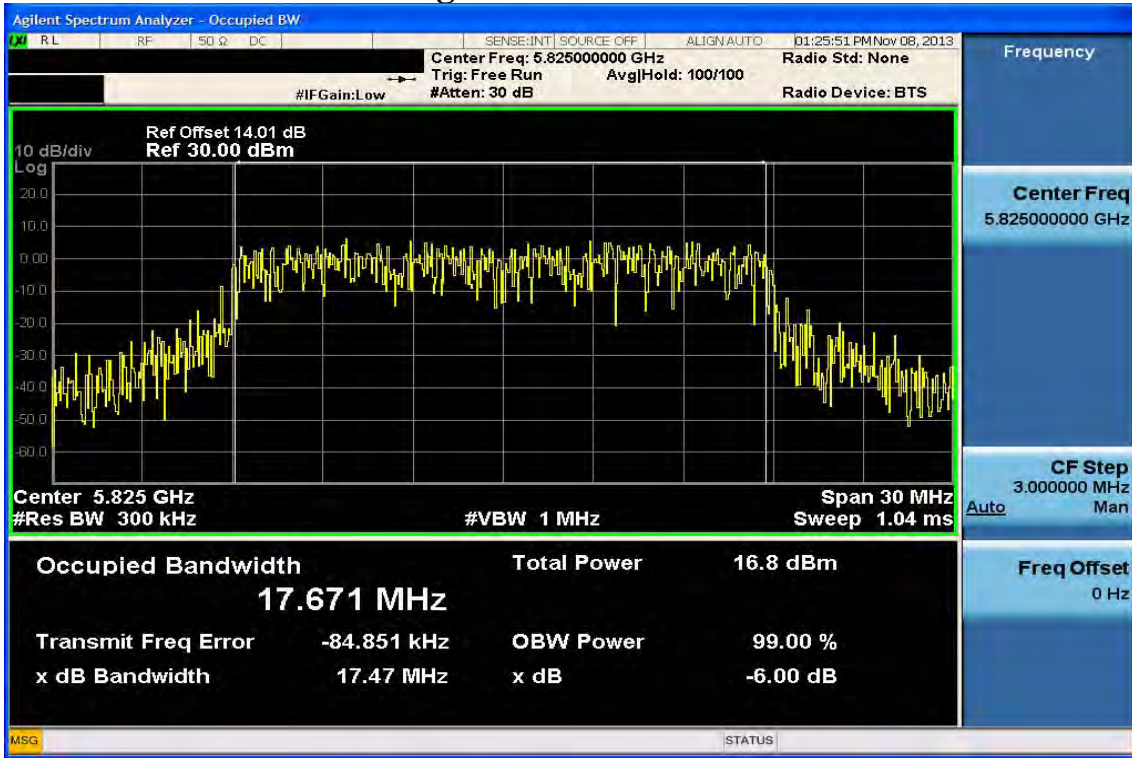 Agilent Spectrum Analyzer - Occupied BW
LXI RL RF 50 Ω DC SENSE:INT SOURCE OFF ALIGN AUTO 01:25:51 PM Nov 08, 2013
Center Freq: 5.825000000 GHz Radio Std: None
Trig: Free Run Avg|Hold: 100/100
#IFGain:Low #Atten: 30 dB Radio Device: BTS
Frequency
Ref Offset 14.01 dB
10 dB/div Ref 30.00 dBm
Log
20.0
10.0
0.00
-10.0
-20.0
-30.0
-40.0
-50.0
-60.0
Center 5.825 GHz Span 30 MHz
#Res BW 300 kHz #VBW 1 MHz Sweep 1.04 ms
Center Freq
5.825000000 GHz
CF Step
3.000000 MHz
Auto Man
Freq Offset
0 Hz
Occupied Bandwidth Total Power 16.8 dBm
17.671 MHz
Transmit Freq Error -84.851 kHz OBW Power 99.00 %
x dB Bandwidth 17.47 MHz x dB -6.00 dB
MSG STATUS